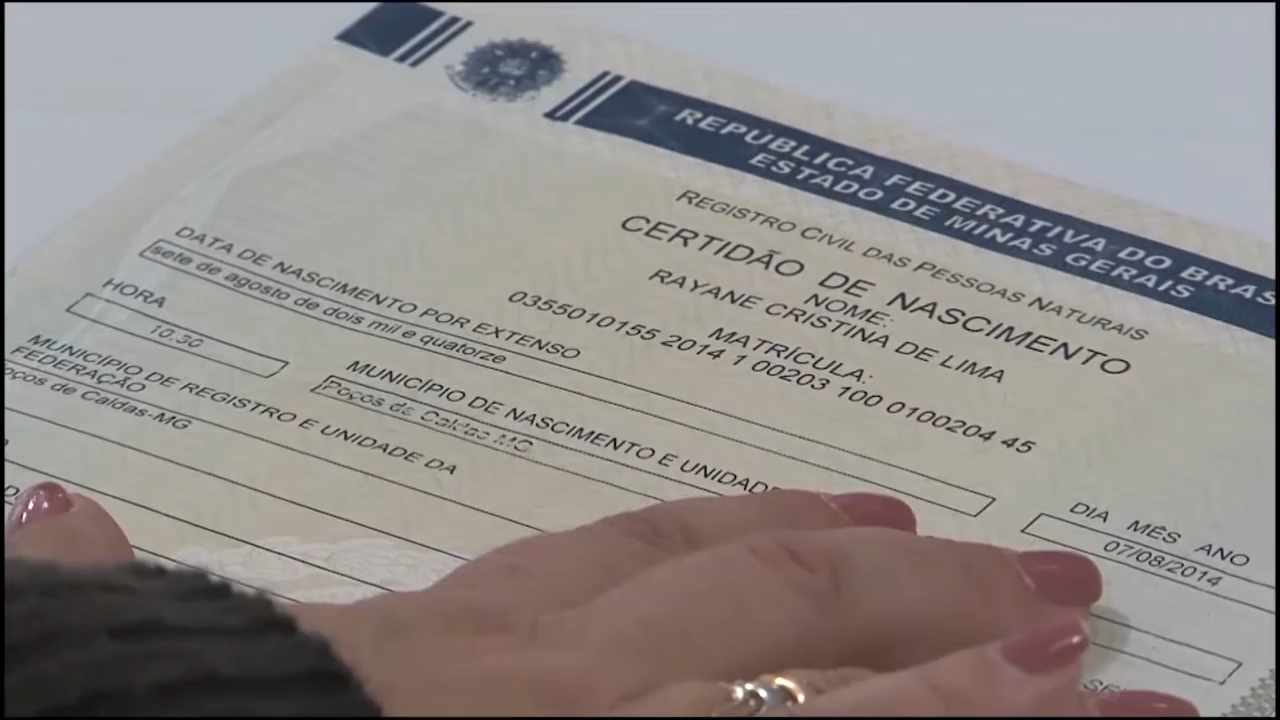 REPÚBLICA FEDERATIVA DO BRAS
ESTADO DE MINAS GERAIS
REGISTRO CIVIL DAS PESSOAS NATURAIS
CERTIDÃO DE NASCIMENTO
NOME:
RAYANE CRISTINA DE LIMA
MATRÍCULA:
0355010155 2014 1 00203 100 0100204 45
DATA DE NASCIMENTO POR EXTENSO
sete de agosto de dois mil e quatorze
DIA MÊS ANO
07/08/2014
HORA
10:30
MUNICÍPIO DE NASCIMENTO E UNIDADE
Poços de Caldas-MG
MUNICÍPIO DE REGISTRO E UNIDADE DA
FEDERAÇÃO
oços de Caldas-MG